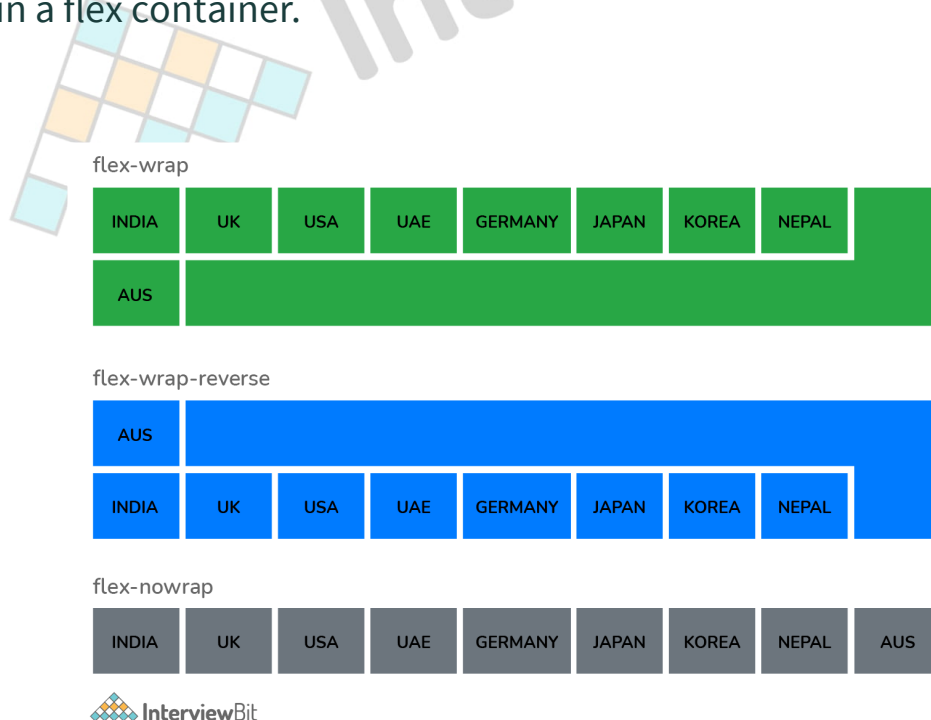 in a flex container.
flex-wrap
INDIA UK USA UAE GERMANY JAPAN KOREA NEPAL
AUS
flex-wrap-reverse
AUS
INDIA UK USA UAE GERMANY JAPAN KOREA NEPAL
flex-nowrap
INDIA UK USA UAE GERMANY JAPAN KOREA NEPAL AUS
InterviewBit